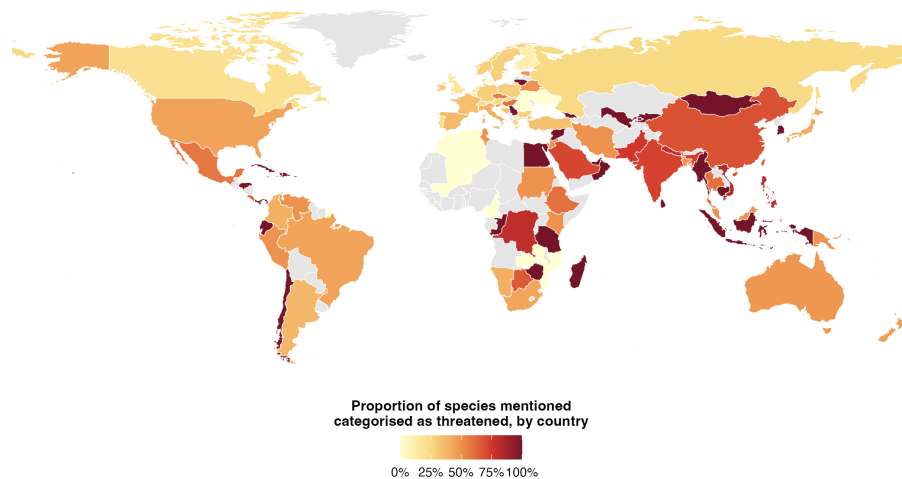 Proportion of species mentioned
categorised as threatened, by country
0% 25% 50% 75% 100%